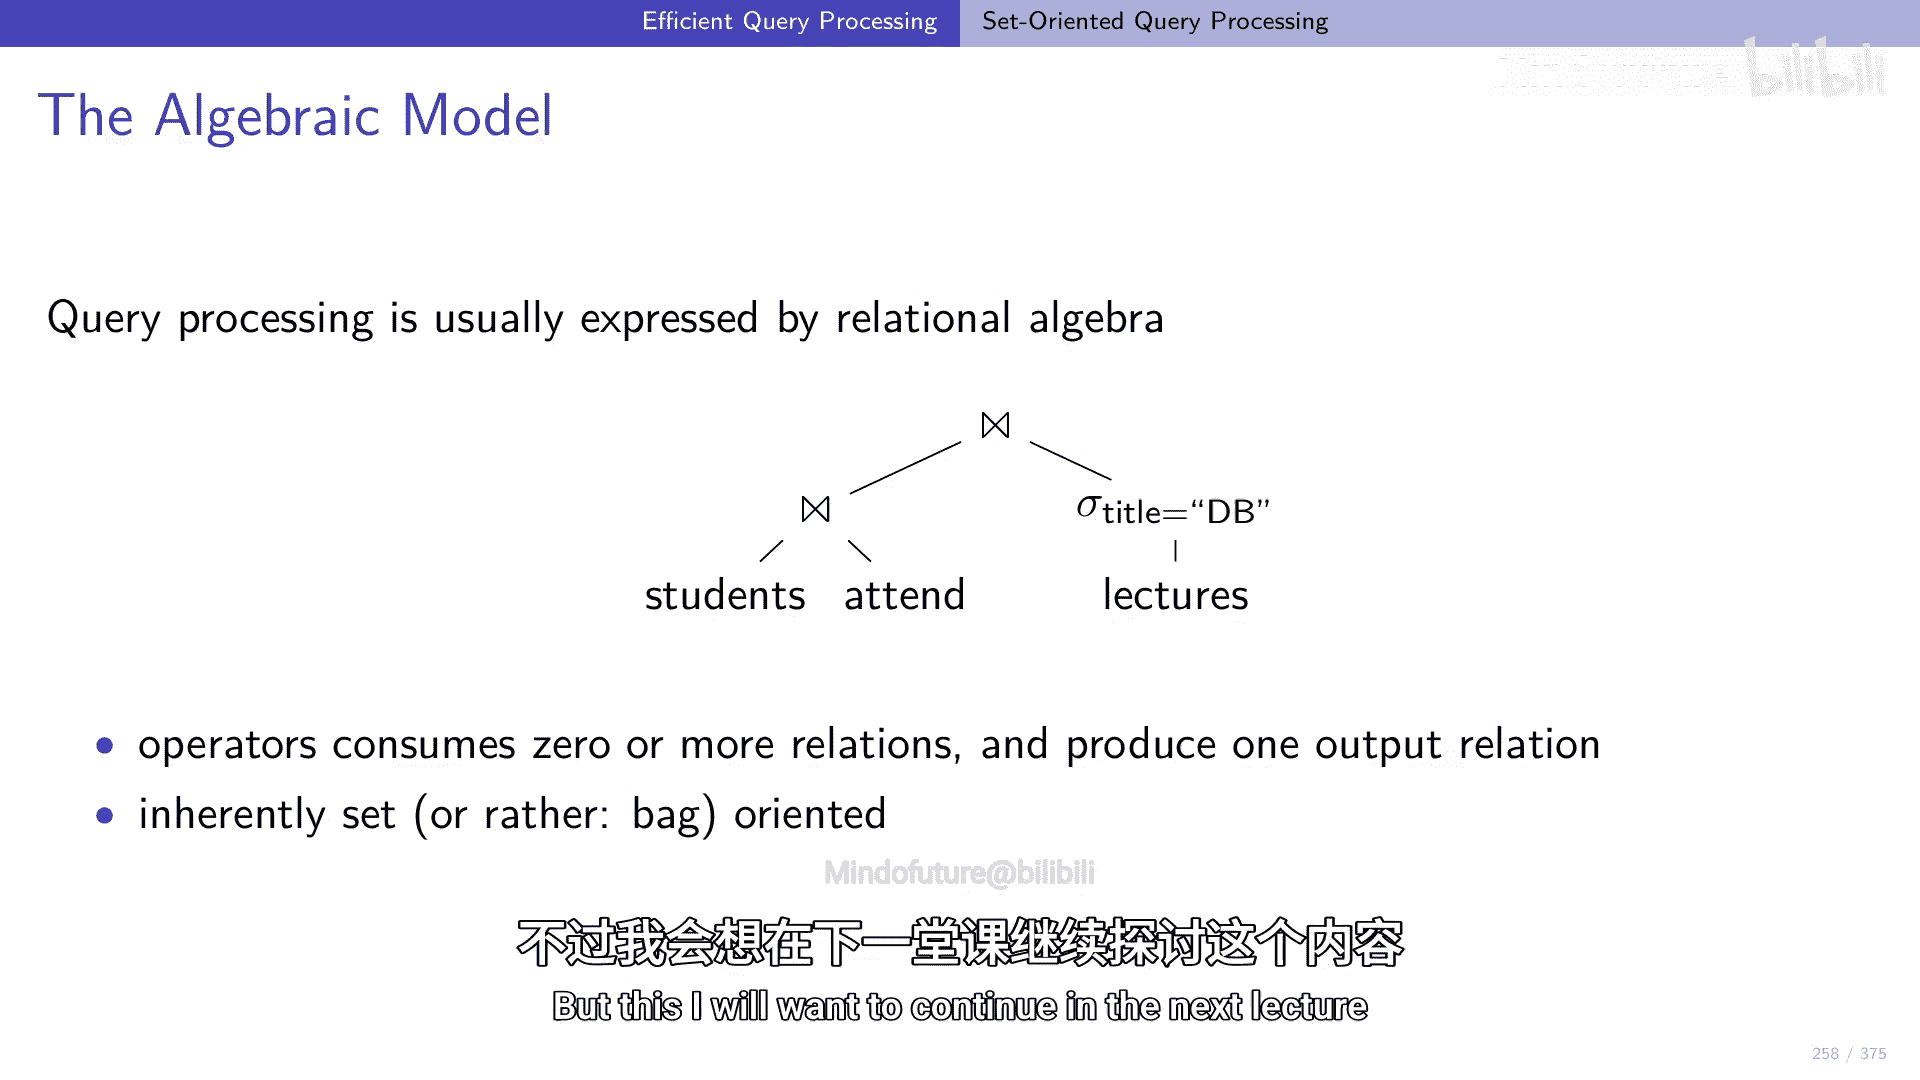 Efficient Query Processing Set-Oriented Query Processing
bilibili
The Algebraic Model
Query processing is usually expressed by relational algebra
⋈
⋈ σtitle=“DB”
students attend lectures
• operators consumes zero or more relations, and produce one output relation
• inherently set (or rather: bag) oriented
Mindofuture@bilibili
不过我会想在下一堂课继续探讨这个内容
But this I will want to continue in the next lecture
258 / 375